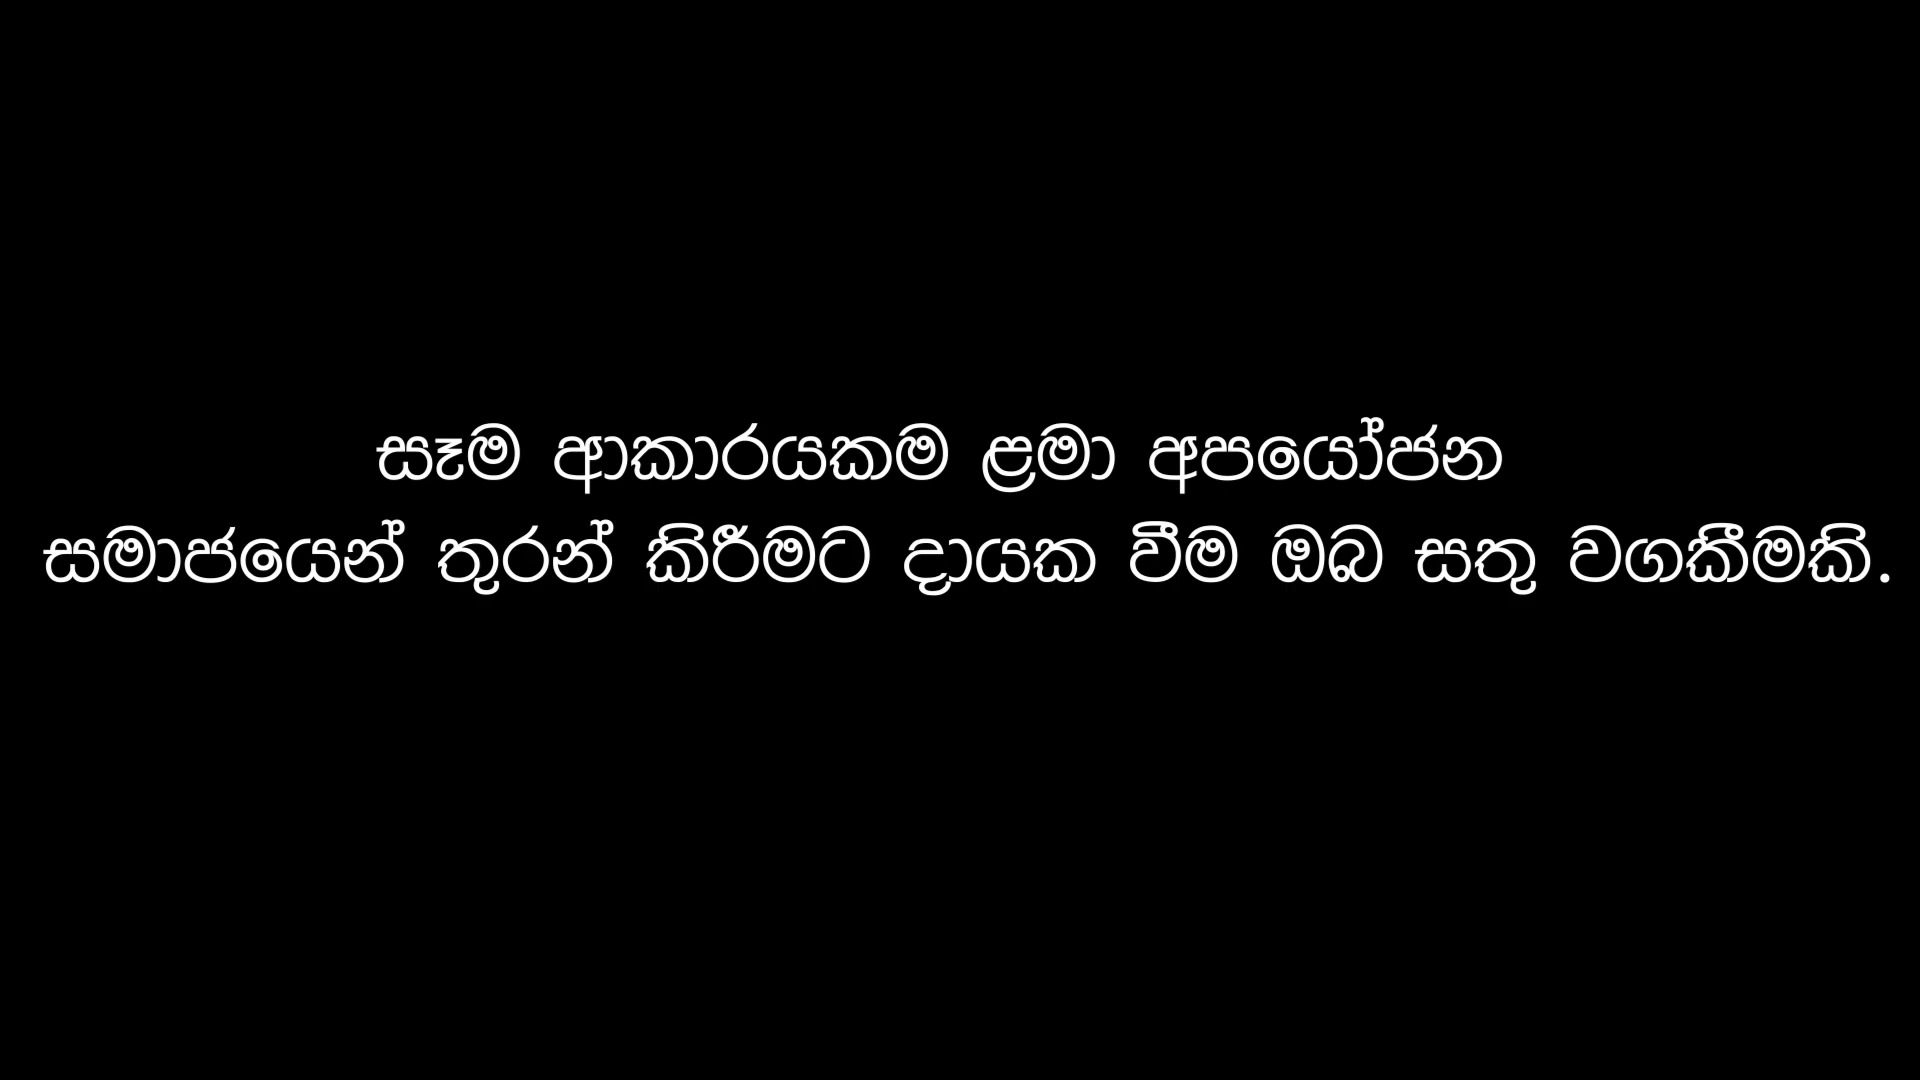 සෑම ආකාරයකම ළමා අපයෝජන
සමාජයෙන් තුරන් කිරීමට දායක වීම ඔබ සතු වගකීමකි.